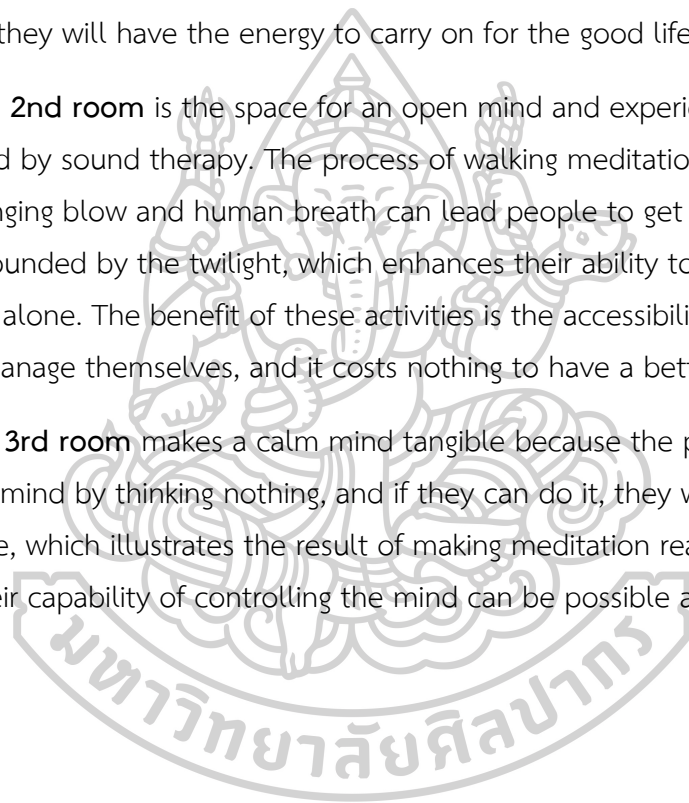 they will have the energy to carry on for the good life
2nd room is the space for an open mind and experi
d by sound therapy. The process of walking meditatio
nging blow and human breath can lead people to get
ounded by the twilight, which enhances their ability to
alone. The benefit of these activities is the accessibili
anage themselves, and it costs nothing to have a bett
3rd room makes a calm mind tangible because the p
mind by thinking nothing, and if they can do it, they w
e, which illustrates the result of making meditation rea
eir capability of controlling the mind can be possible a
มหาวิทยาลัยศิลปากร